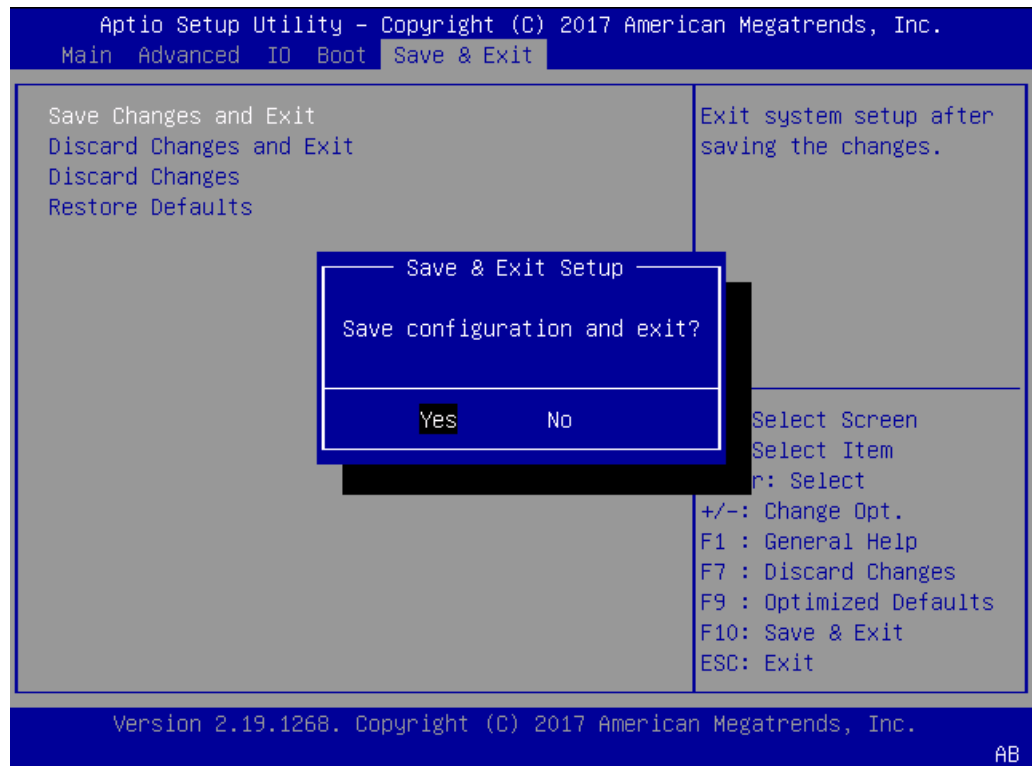 Aptio Setup Utility – Copyright (C) 2017 American Megatrends, Inc.
Main Advanced IO Boot Save & Exit
Save Changes and Exit
Discard Changes and Exit
Discard Changes
Restore Defaults
Exit system setup after
saving the changes.
Save & Exit Setup
Save configuration and exit?
Yes No
Select Screen
Select Item
r: Select
+/-: Change Opt.
F1 : General Help
F7 : Discard Changes
F9 : Optimized Defaults
F10: Save & Exit
ESC: Exit
Version 2.19.1268. Copyright (C) 2017 American Megatrends, Inc.
AB